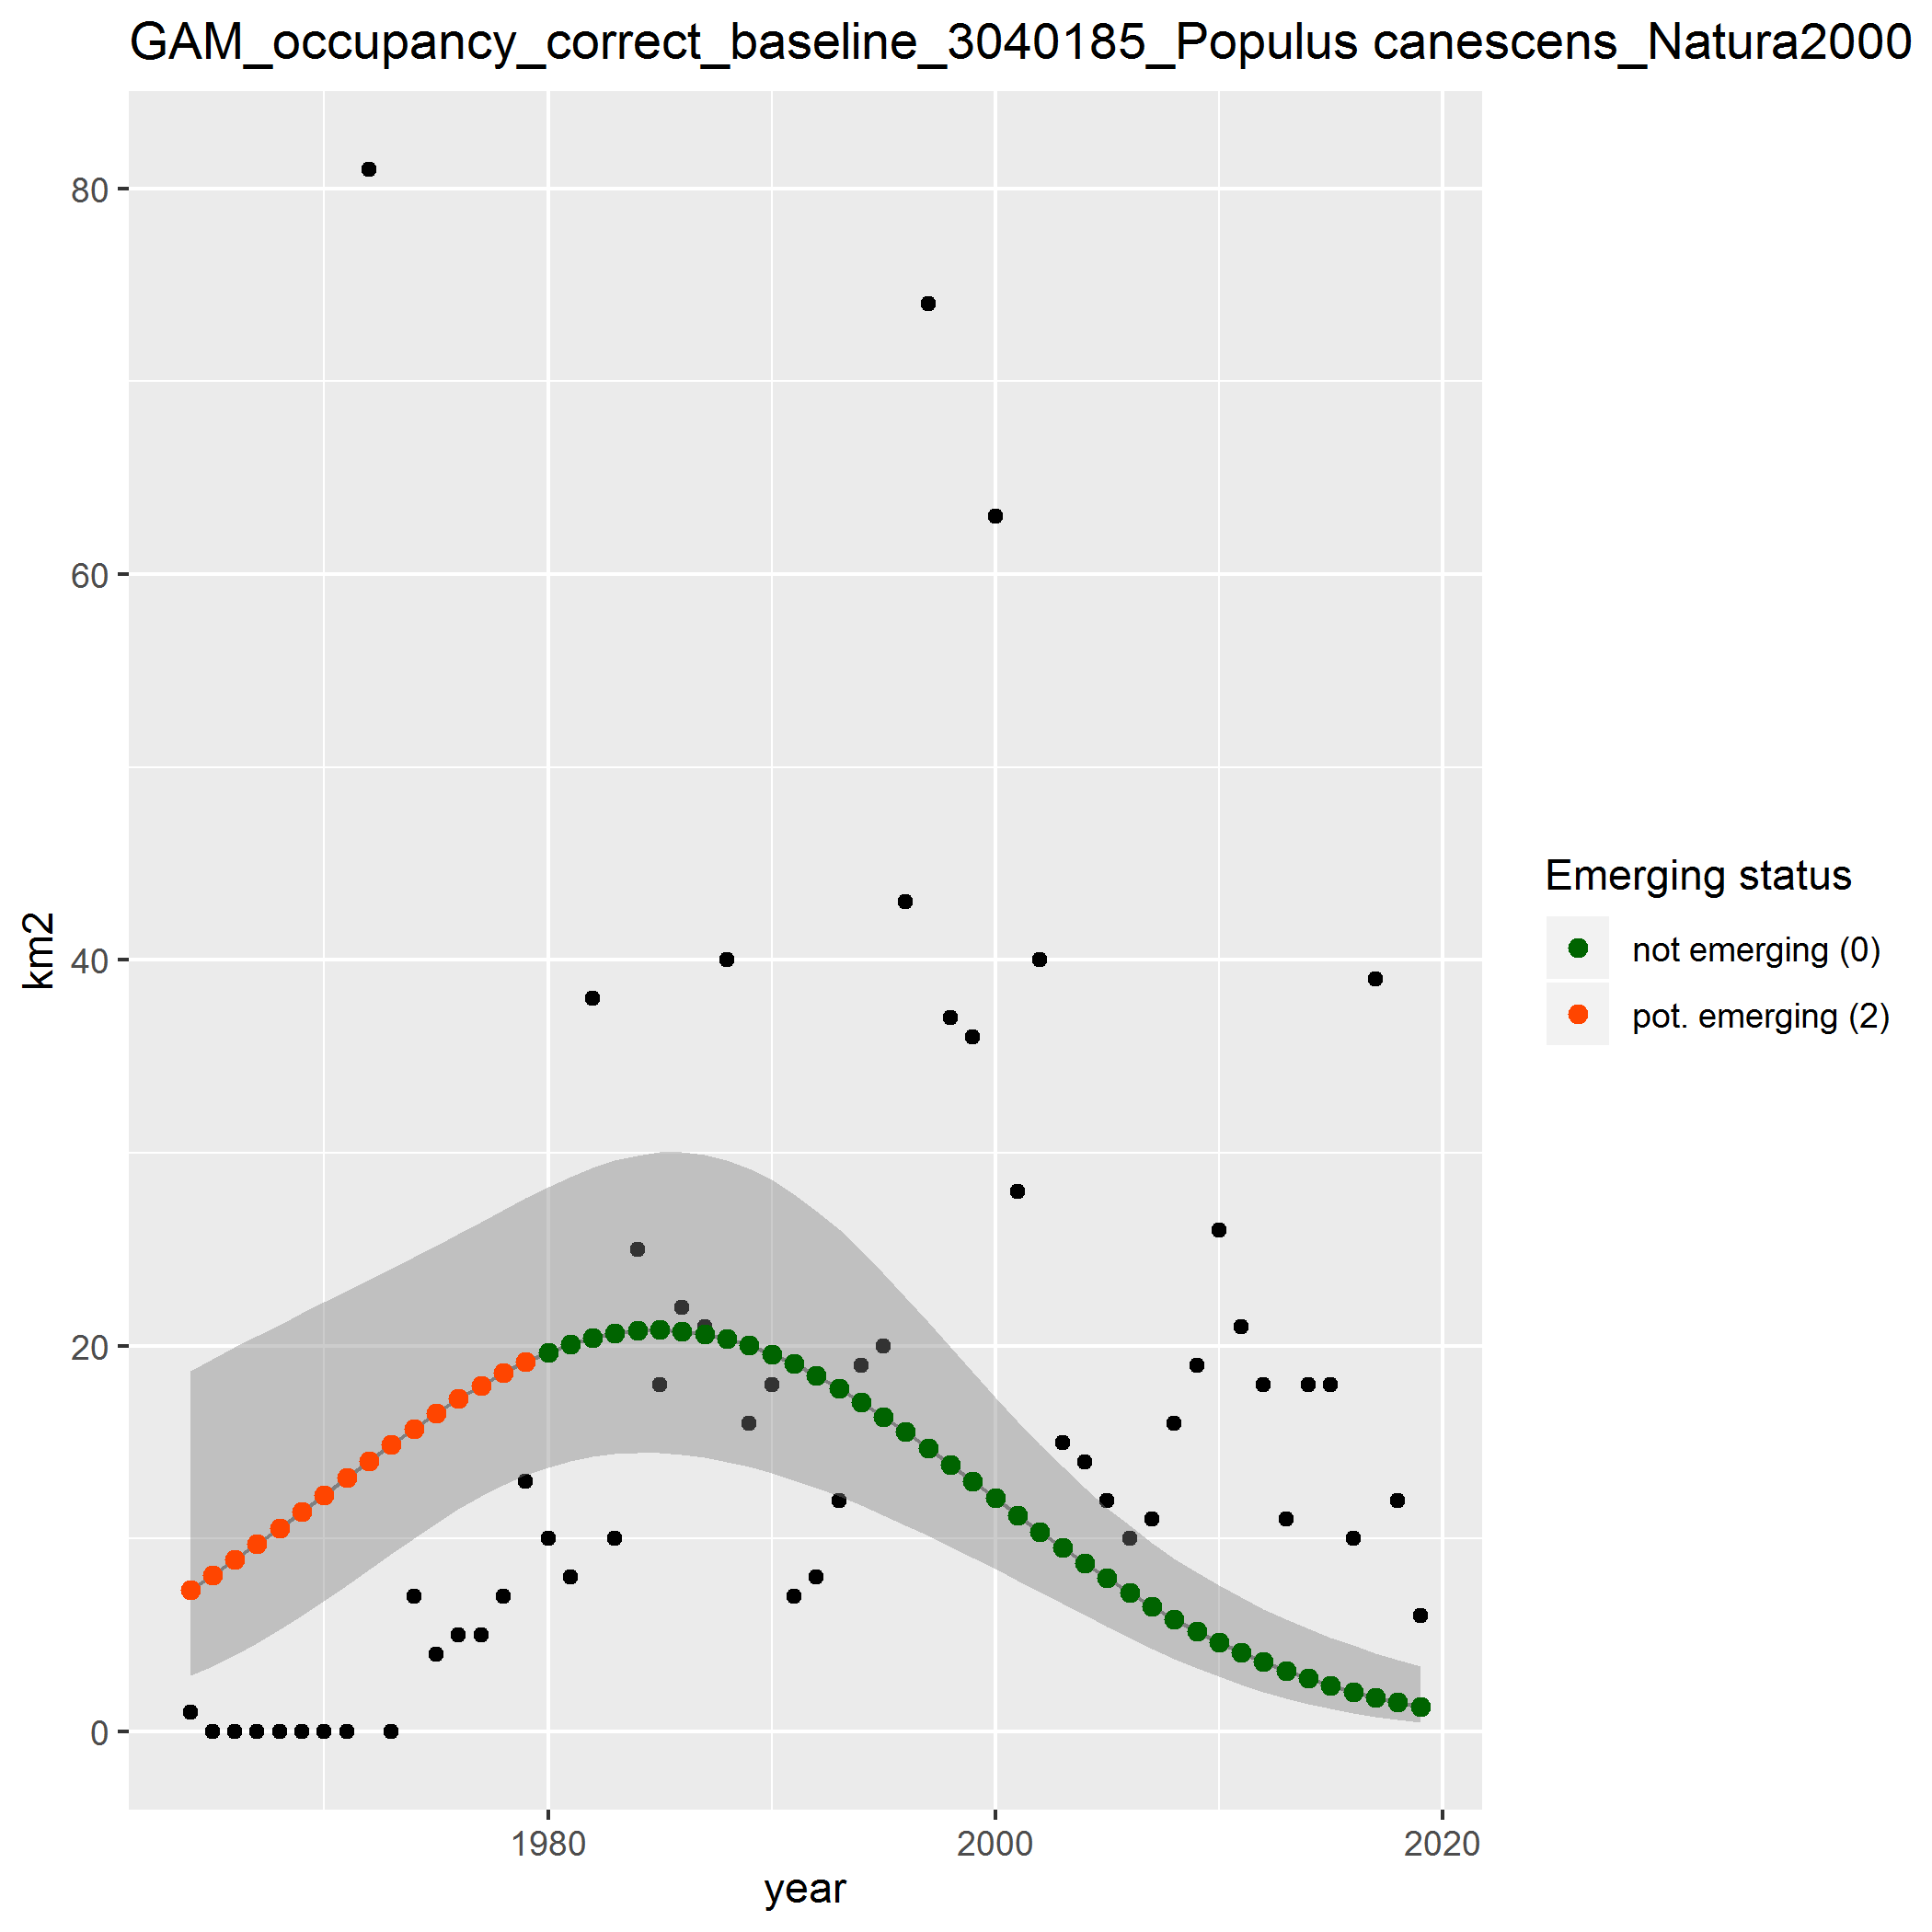 GAM_occupancy_correct_baseline_3040185_Populus canescens_Natura2000
80
60
40
20
0
km2
1980
2000
2020
year
Emerging status
not emerging (0)
pot. emerging (2)